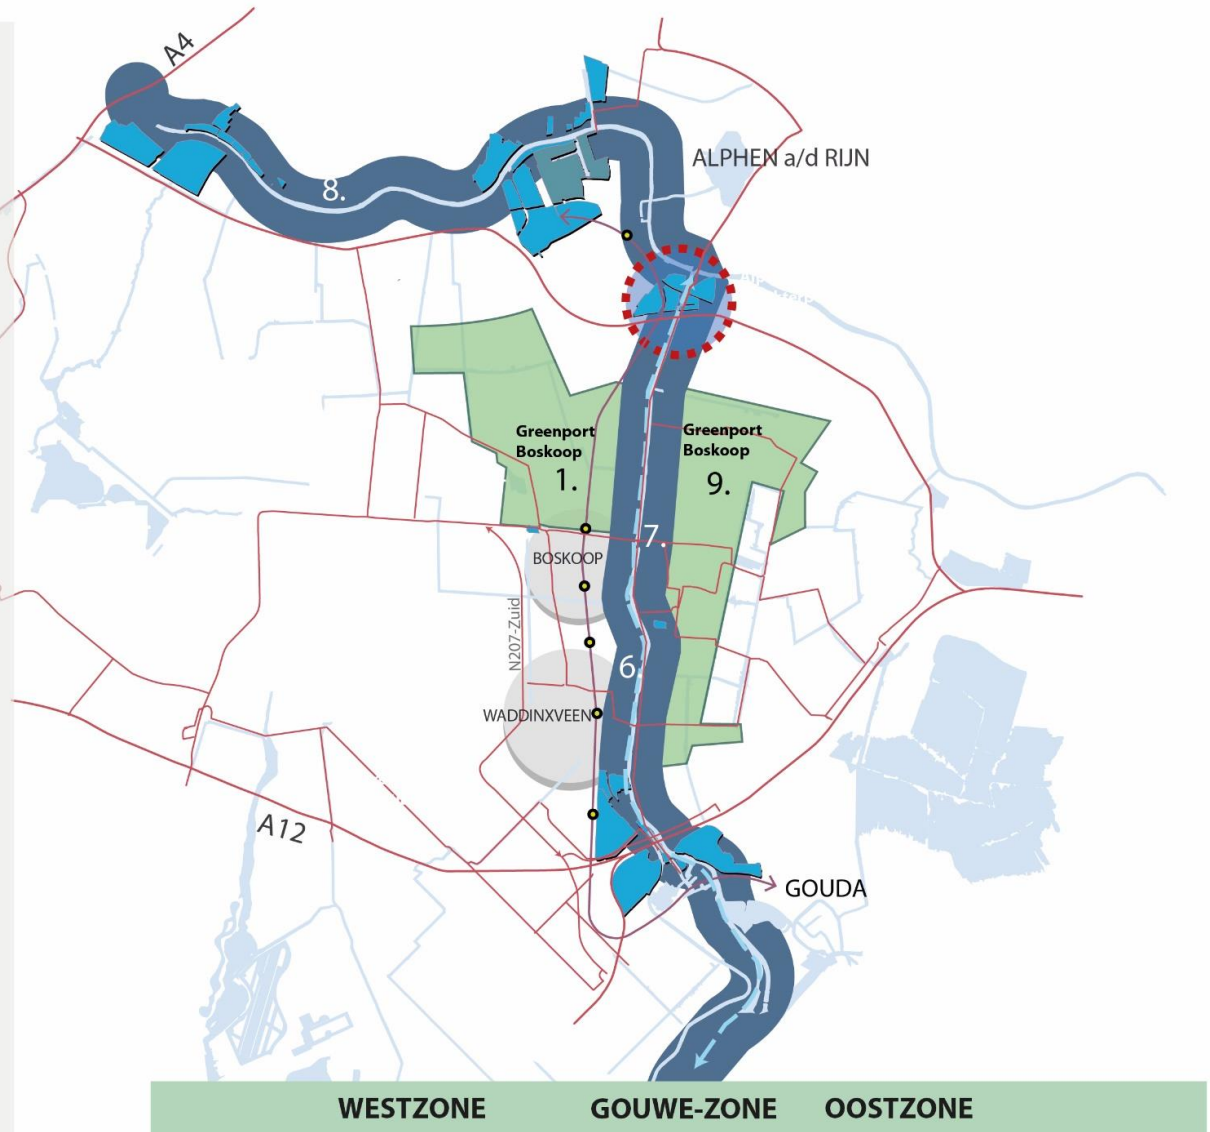 A4
8.
ALPHEN a/d RIJN
Greenport
Boskoop
1.
Greenport
Boskoop
9.
7.
BOSKOOP
N207-Zuid
6.
WADDINXVEEN
A12
GOUDA
WESTZONE GOUWE-ZONE OOSTZONE